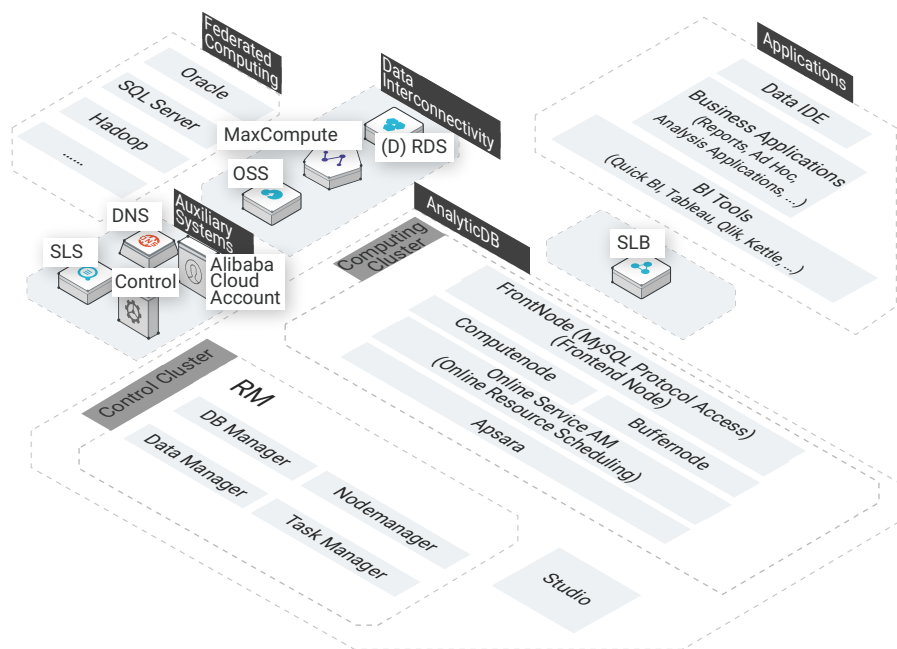 Federated
Computing
Oracle
SQL Server
Hadoop
......
Data
Interconnectivity
MaxCompute
(D) RDS
OSS
Applications
Data IDE
Business Applications
(Reports, Ad Hoc,
Analysis Applications, ...)
BI Tools
(Quick BI, Tableau, Qlik, Kettle, ...)
Auxiliary
Systems
DNS
SLS
Control
Alibaba
Cloud
Account
AnalyticDB
Computing
Cluster
SLB
FrontNode (MySQL Protocol Access)
(Frontend Node)
Computenode
Buffernode
Online Service AM
(Online Resource Scheduling)
Apsara
Control Cluster
RM
DB Manager
Data Manager
Nodemanager
Task Manager
Studio